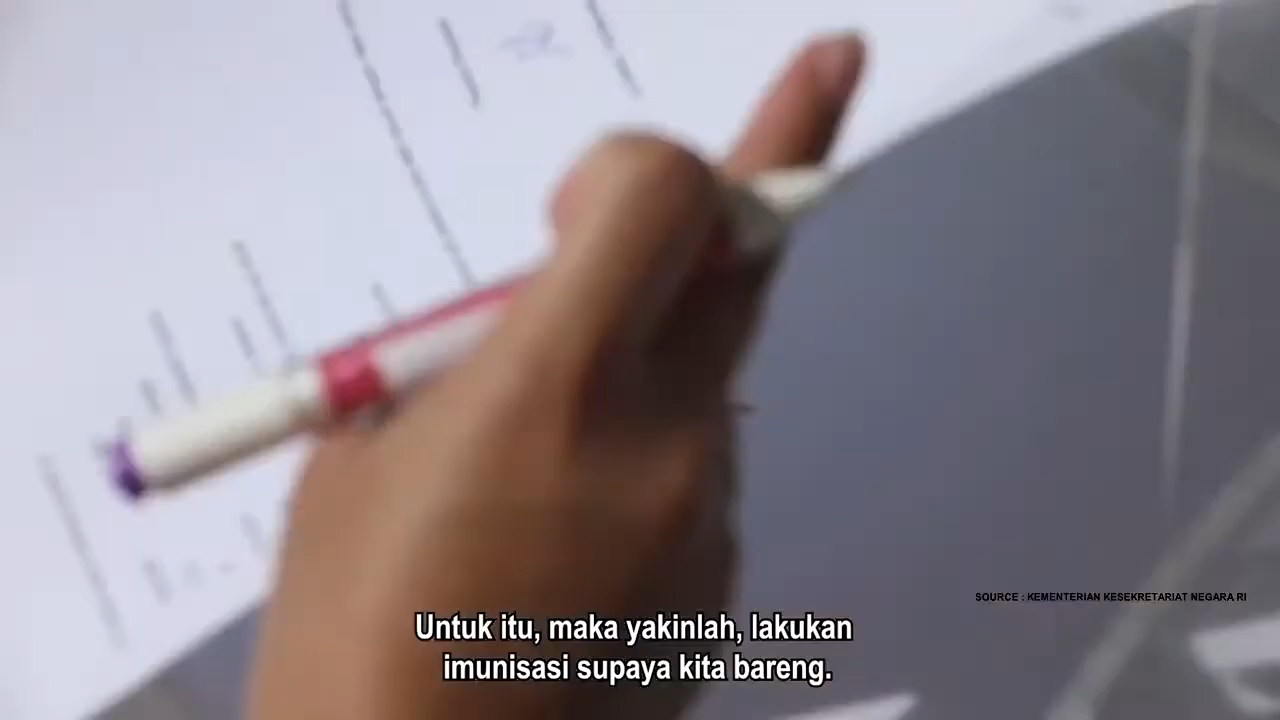 SOURCE : KEMENTERIAN KESEKRETARIAT NEGARA RI
Untuk itu, maka yakinlah, lakukan
imunisasi supaya kita bareng.